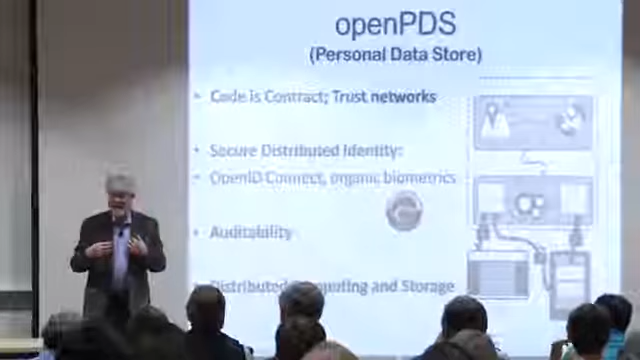 openPDS
(Personal Data Store)
Code is Contract; Trust networks
Secure Distributed Identity:
OpenID Connect, organic biometrics
Auditability
Distributed Computing and Storage